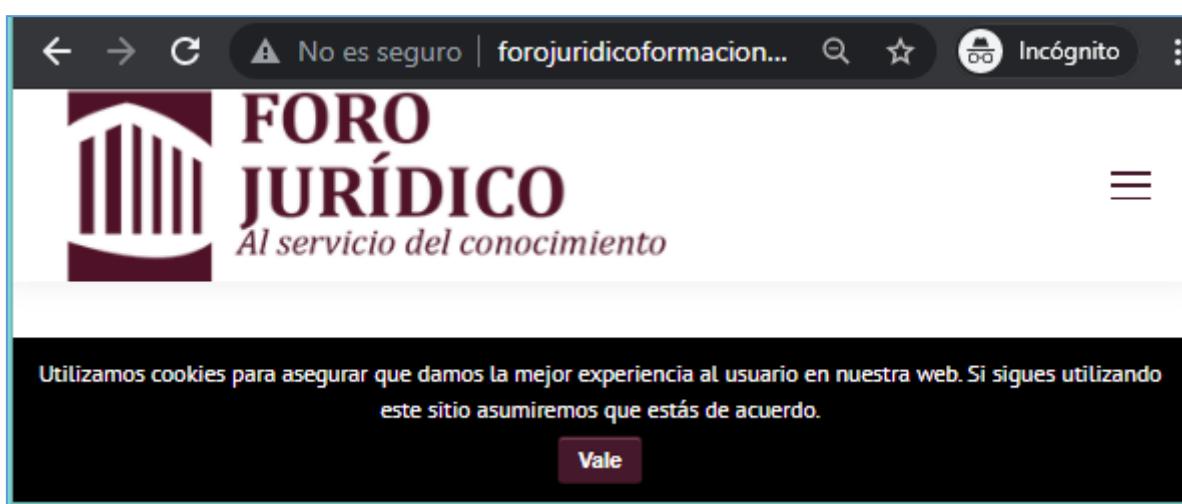 No es seguro | forojuridicoformacion... Incógnito
FORO
JURÍDICO
Al servicio del conocimiento
Utilizamos cookies para asegurar que damos la mejor experiencia al usuario en nuestra web. Si sigues utilizando
este sitio asumiremos que estás de acuerdo.
Vale